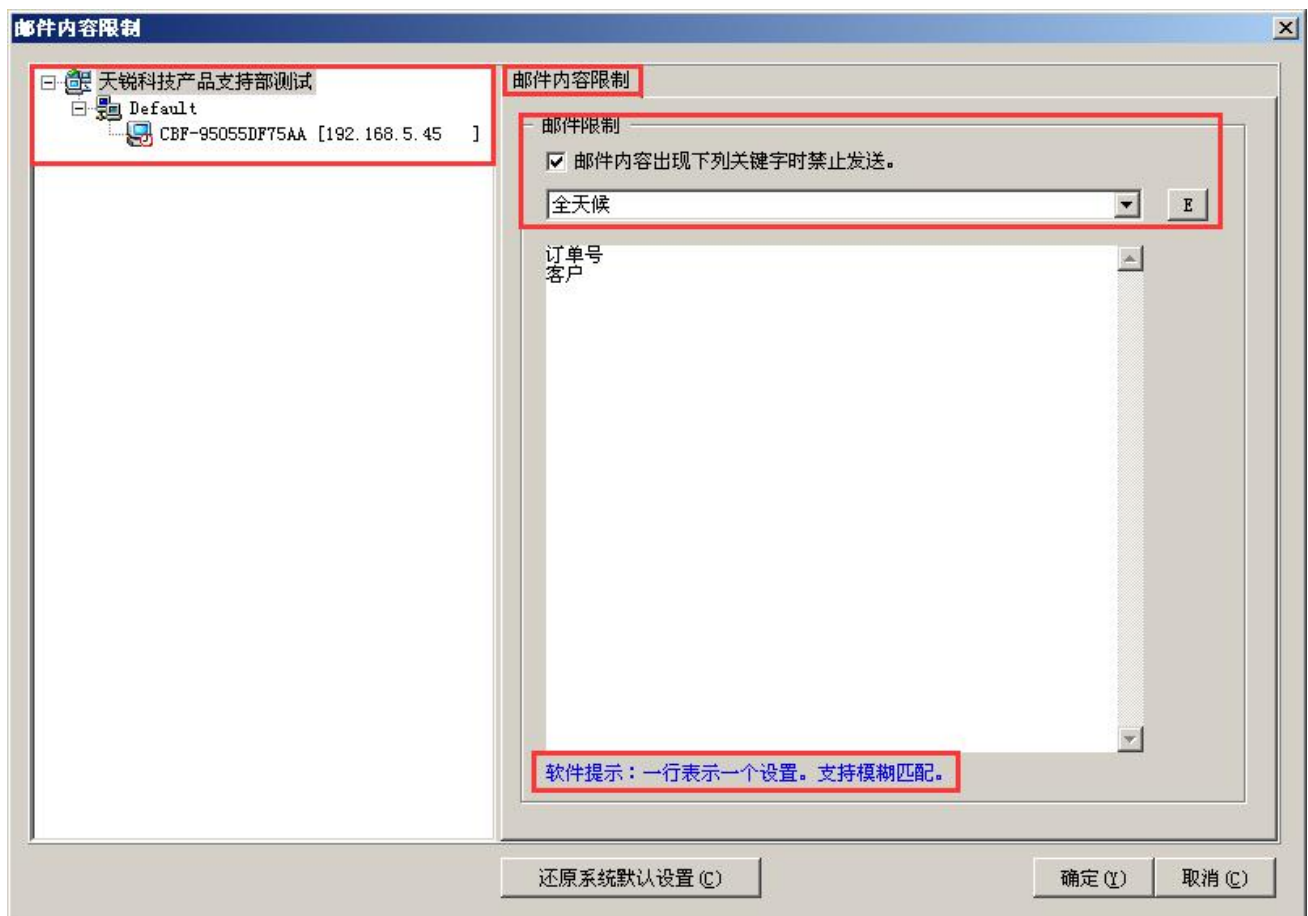 邮件内容限制
天锐科技产品支持部测试
Default
CBF-95055DF75AA [192.168.5.45 ]
邮件内容限制
邮件限制
邮件内容出现下列关键字时禁止发送。
全天候
E
订单号
客户
软件提示：一行表示一个设置。支持模糊匹配。
还原系统默认设置(C)
确定(Y)
取消(C)